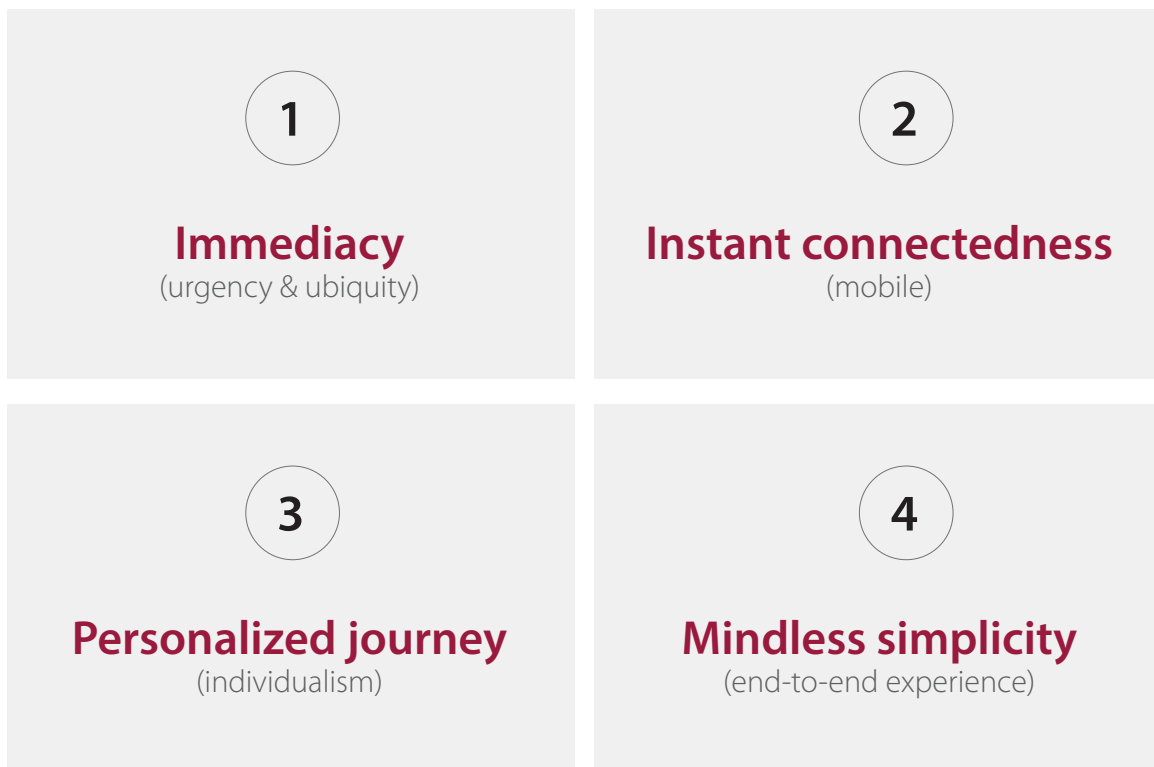 1
Immediacy
(urgency & ubiquity)
2
Instant connectedness
(mobile)
3
Personalized journey
(individualism)
4
Mindless simplicity
(end-to-end experience)